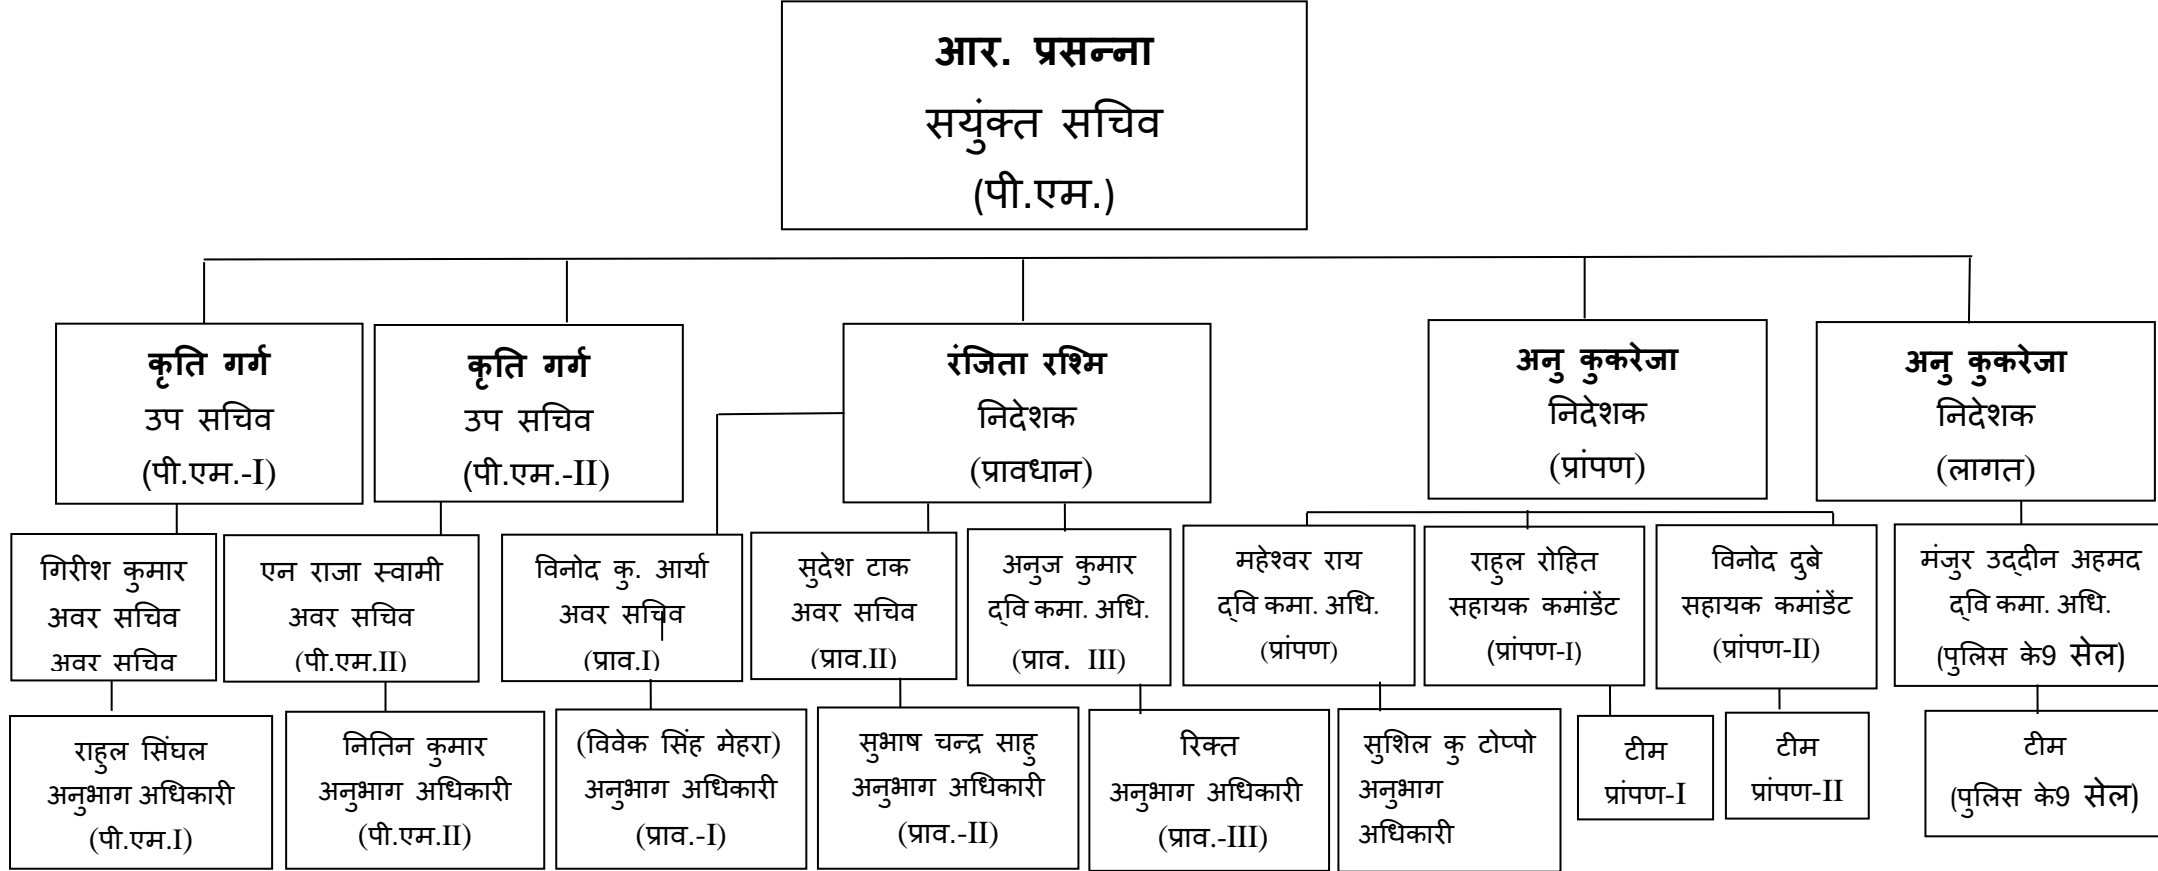 आर. प्रसन्ना
सयुंक्त सचिव
(पी.एम.)
कृति गर्ग
उप सचिव
(पी.एम.-I)
कृति गर्ग
उप सचिव
(पी.एम.-II)
रंजिता रश्मि
निदेशक
(प्रावधान)
अनु कुकरेजा
निदेशक
(प्रांपण)
अनु कुकरेजा
निदेशक
(लागत)
गिरीश कुमार
अवर सचिव
अवर सचिव
एन राजा स्वामी
अवर सचिव
(पी.एम.II)
विनोद कु. आर्या
अवर सचिव
(प्राव.I)
सुदेश टाक
अवर सचिव
(प्राव.II)
अनुज कुमार
द्वि कमा. अधि.
(प्राव. III)
महेश्वर राय
द्वि कमा. अधि.
(प्रांपण)
राहुल रोहित
सहायक कमांडेंट
(प्रांपण-I)
विनोद दुबे
सहायक कमांडेंट
(प्रांपण-II)
मंजुर उद्दीन अहमद
द्वि कमा. अधि.
(पुलिस के9 सेल)
राहुल सिंघल
अनुभाग अधिकारी
(पी.एम.I)
नितिन कुमार
अनुभाग अधिकारी
(पी.एम.II)
(विवेक सिंह मेहरा)
अनुभाग अधिकारी
(प्राव.-I)
सुभाष चन्द्र साहु
अनुभाग अधिकारी
(प्राव.-II)
रिक्त
अनुभाग अधिकारी
(प्राव.-III)
सुशिल कु टोप्पो
अनुभाग
अधिकारी
टीम
प्रांपण-I
टीम
प्रांपण-II
टीम
(पुलिस के9 सेल)